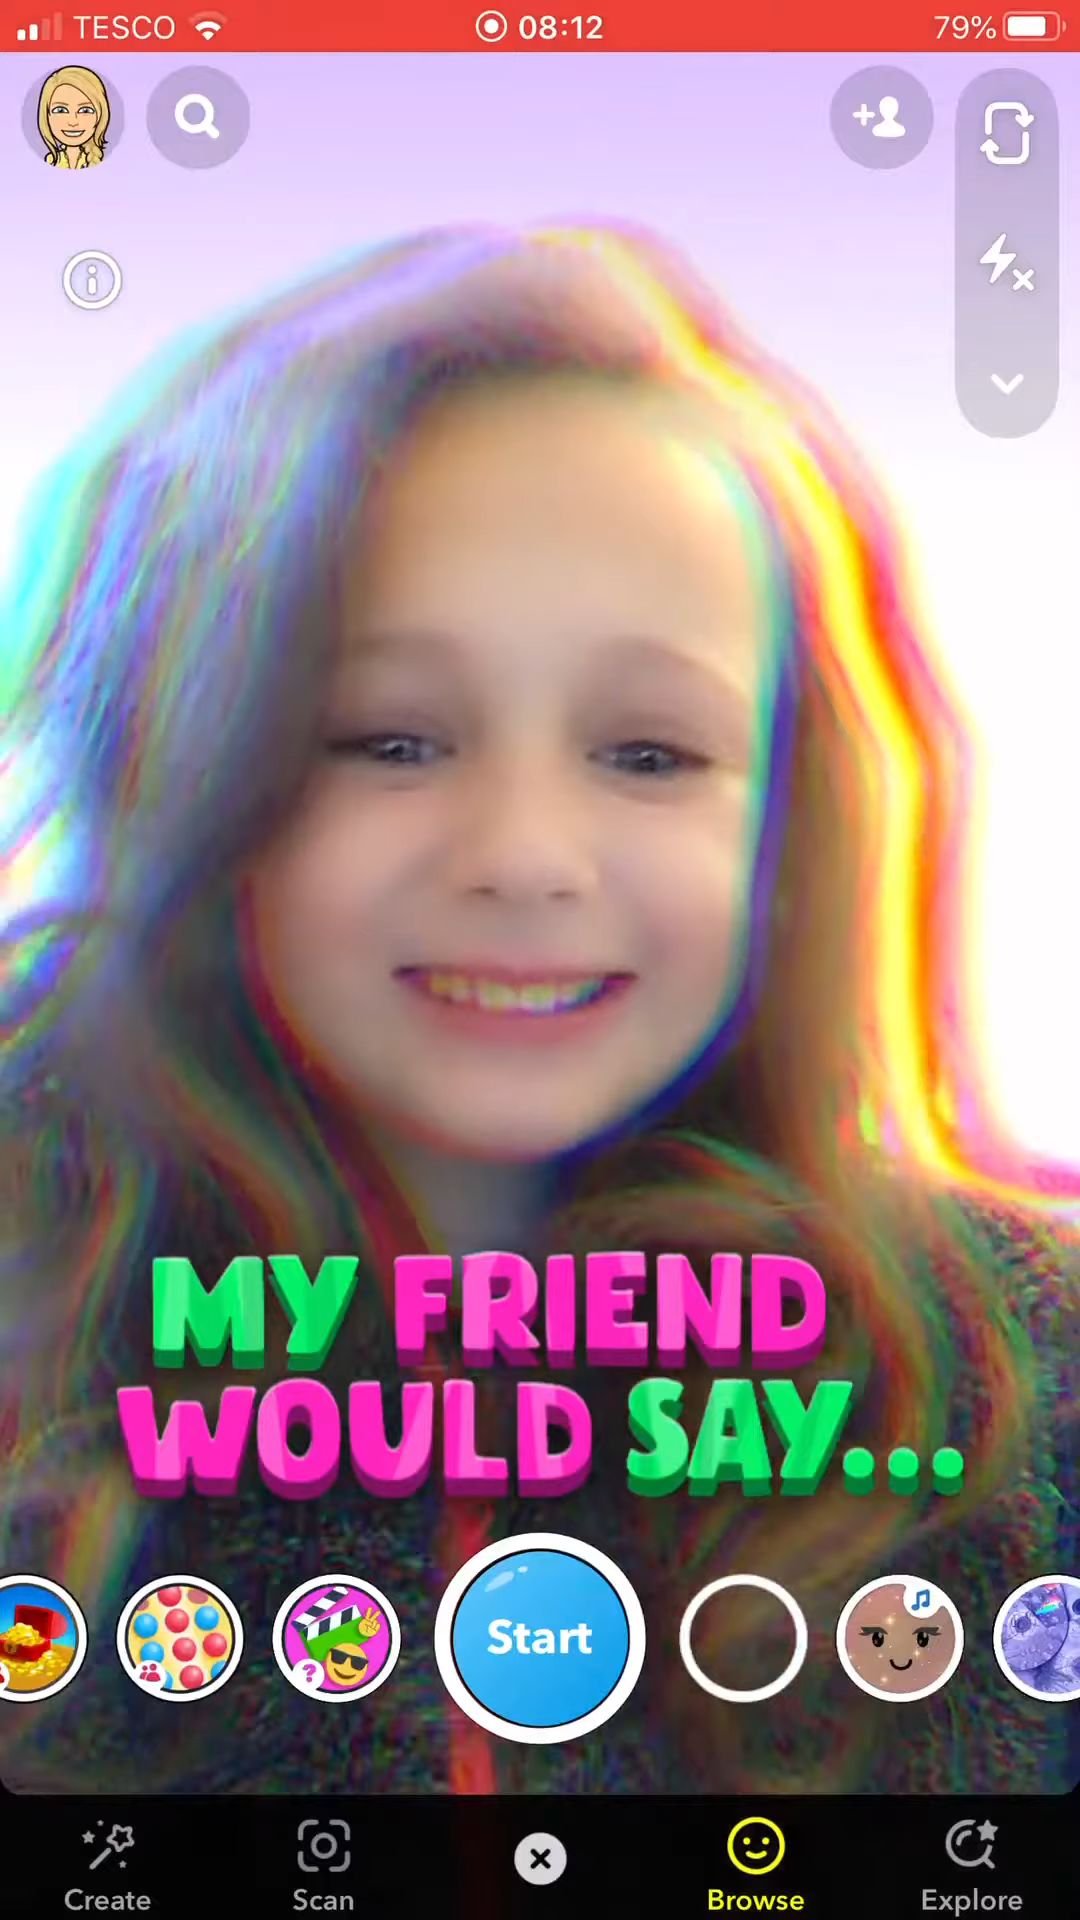 TESCO 08:12 79%
MY FRIEND
WOULD SAY...
Start
Create Scan Browse Explore